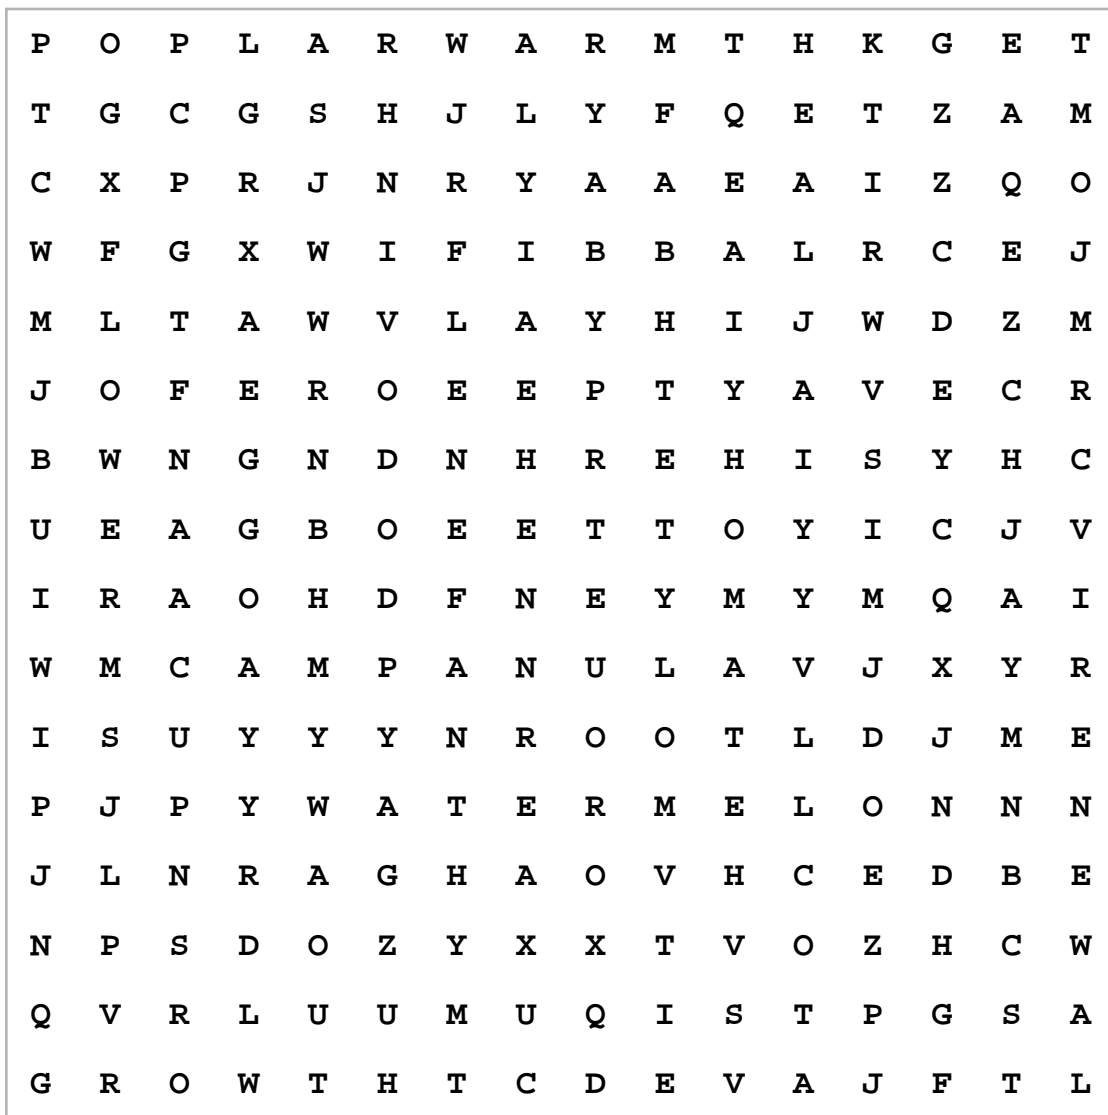 P O P L A R W A R M T H K G E T
T G C G S H J L Y F Q E T Z A M
C X P R J N R Y A A E A I Z Q O
W F G X W I F I B B A L R C E J
M L T A W V L A Y H I J W D Z M
J O F E R O E E P T Y A V E C R
B W N G N D N H R E H I S Y H C
U E A G B O E E T T O Y I C J V
I R A O H D F N E Y M Y M Q A I
W M C A M P A N U L A V J X Y R
I S U Y Y Y N R O O T L D J M E
P J P Y W A T E R M E L O N N N
J L N R A G H A O V H C E D B E
N P S D O Z Y X X T V O Z H C W
Q V R L U U M U Q I S T P G S A
G R O W T H T C D E V A J F T L